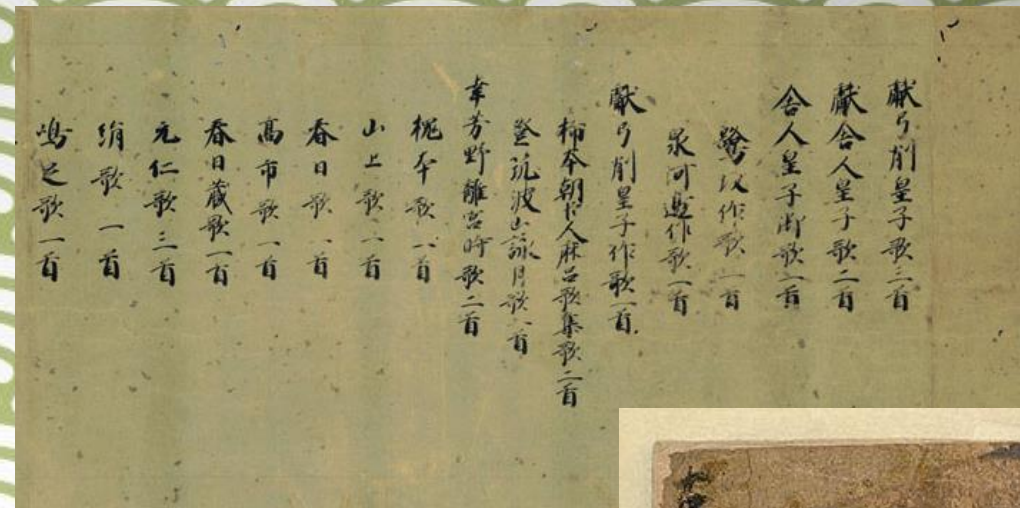 献弓削皇子歌三首
献舎人皇子歌二首
舎人皇子御歌一首
鷺坂作歌一首
泉河邊作歌一首
献弓削皇子作歌一首
柿本朝臣人麻呂歌集歌二首
登筑波山詠月歌一首
幸芳野離宮時歌二首
槐本歌一首
山上歌一首
春日歌一首
高市歌一首
春日蔵歌一首
元仁歌三首
絹歌一首
嶋足歌一首